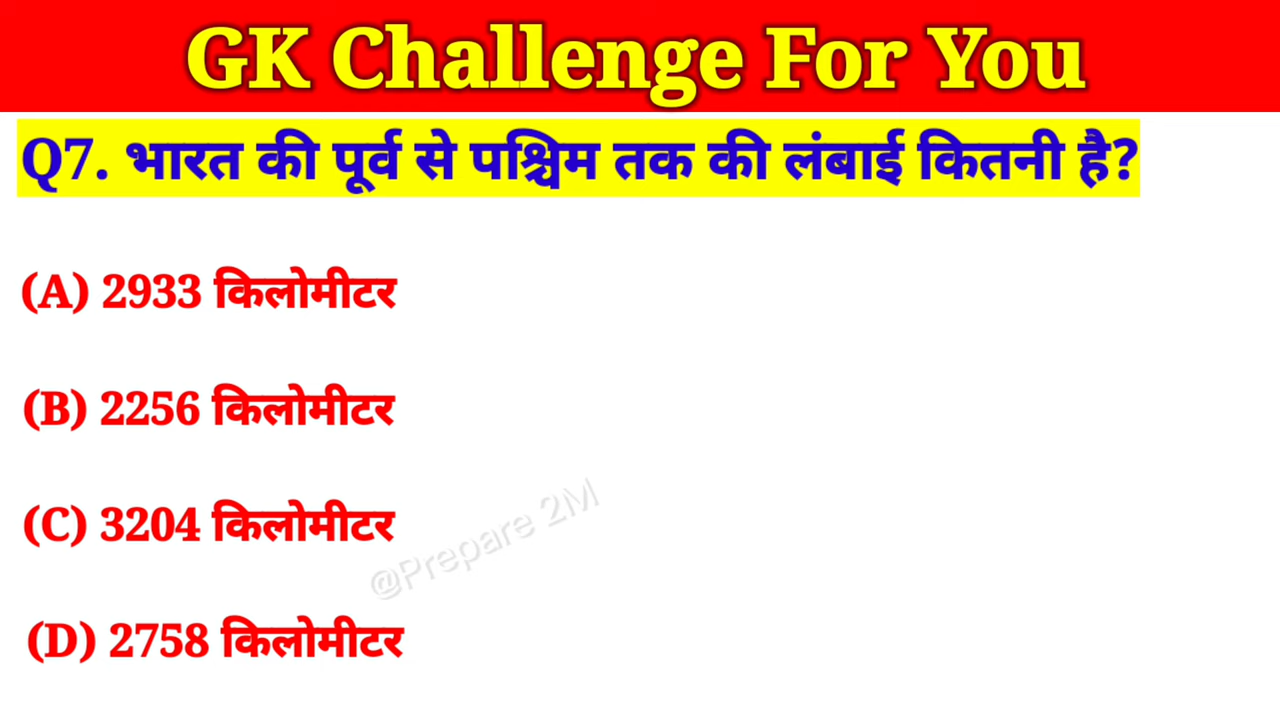 GK Challenge For You
Q7. भारत की पूर्व से पश्चिम तक की लंबाई कितनी है?
(A) 2933 किलोमीटर
(B) 2256 किलोमीटर
(C) 3204 किलोमीटर
@Prepare 2M
(D) 2758 किलोमीटर